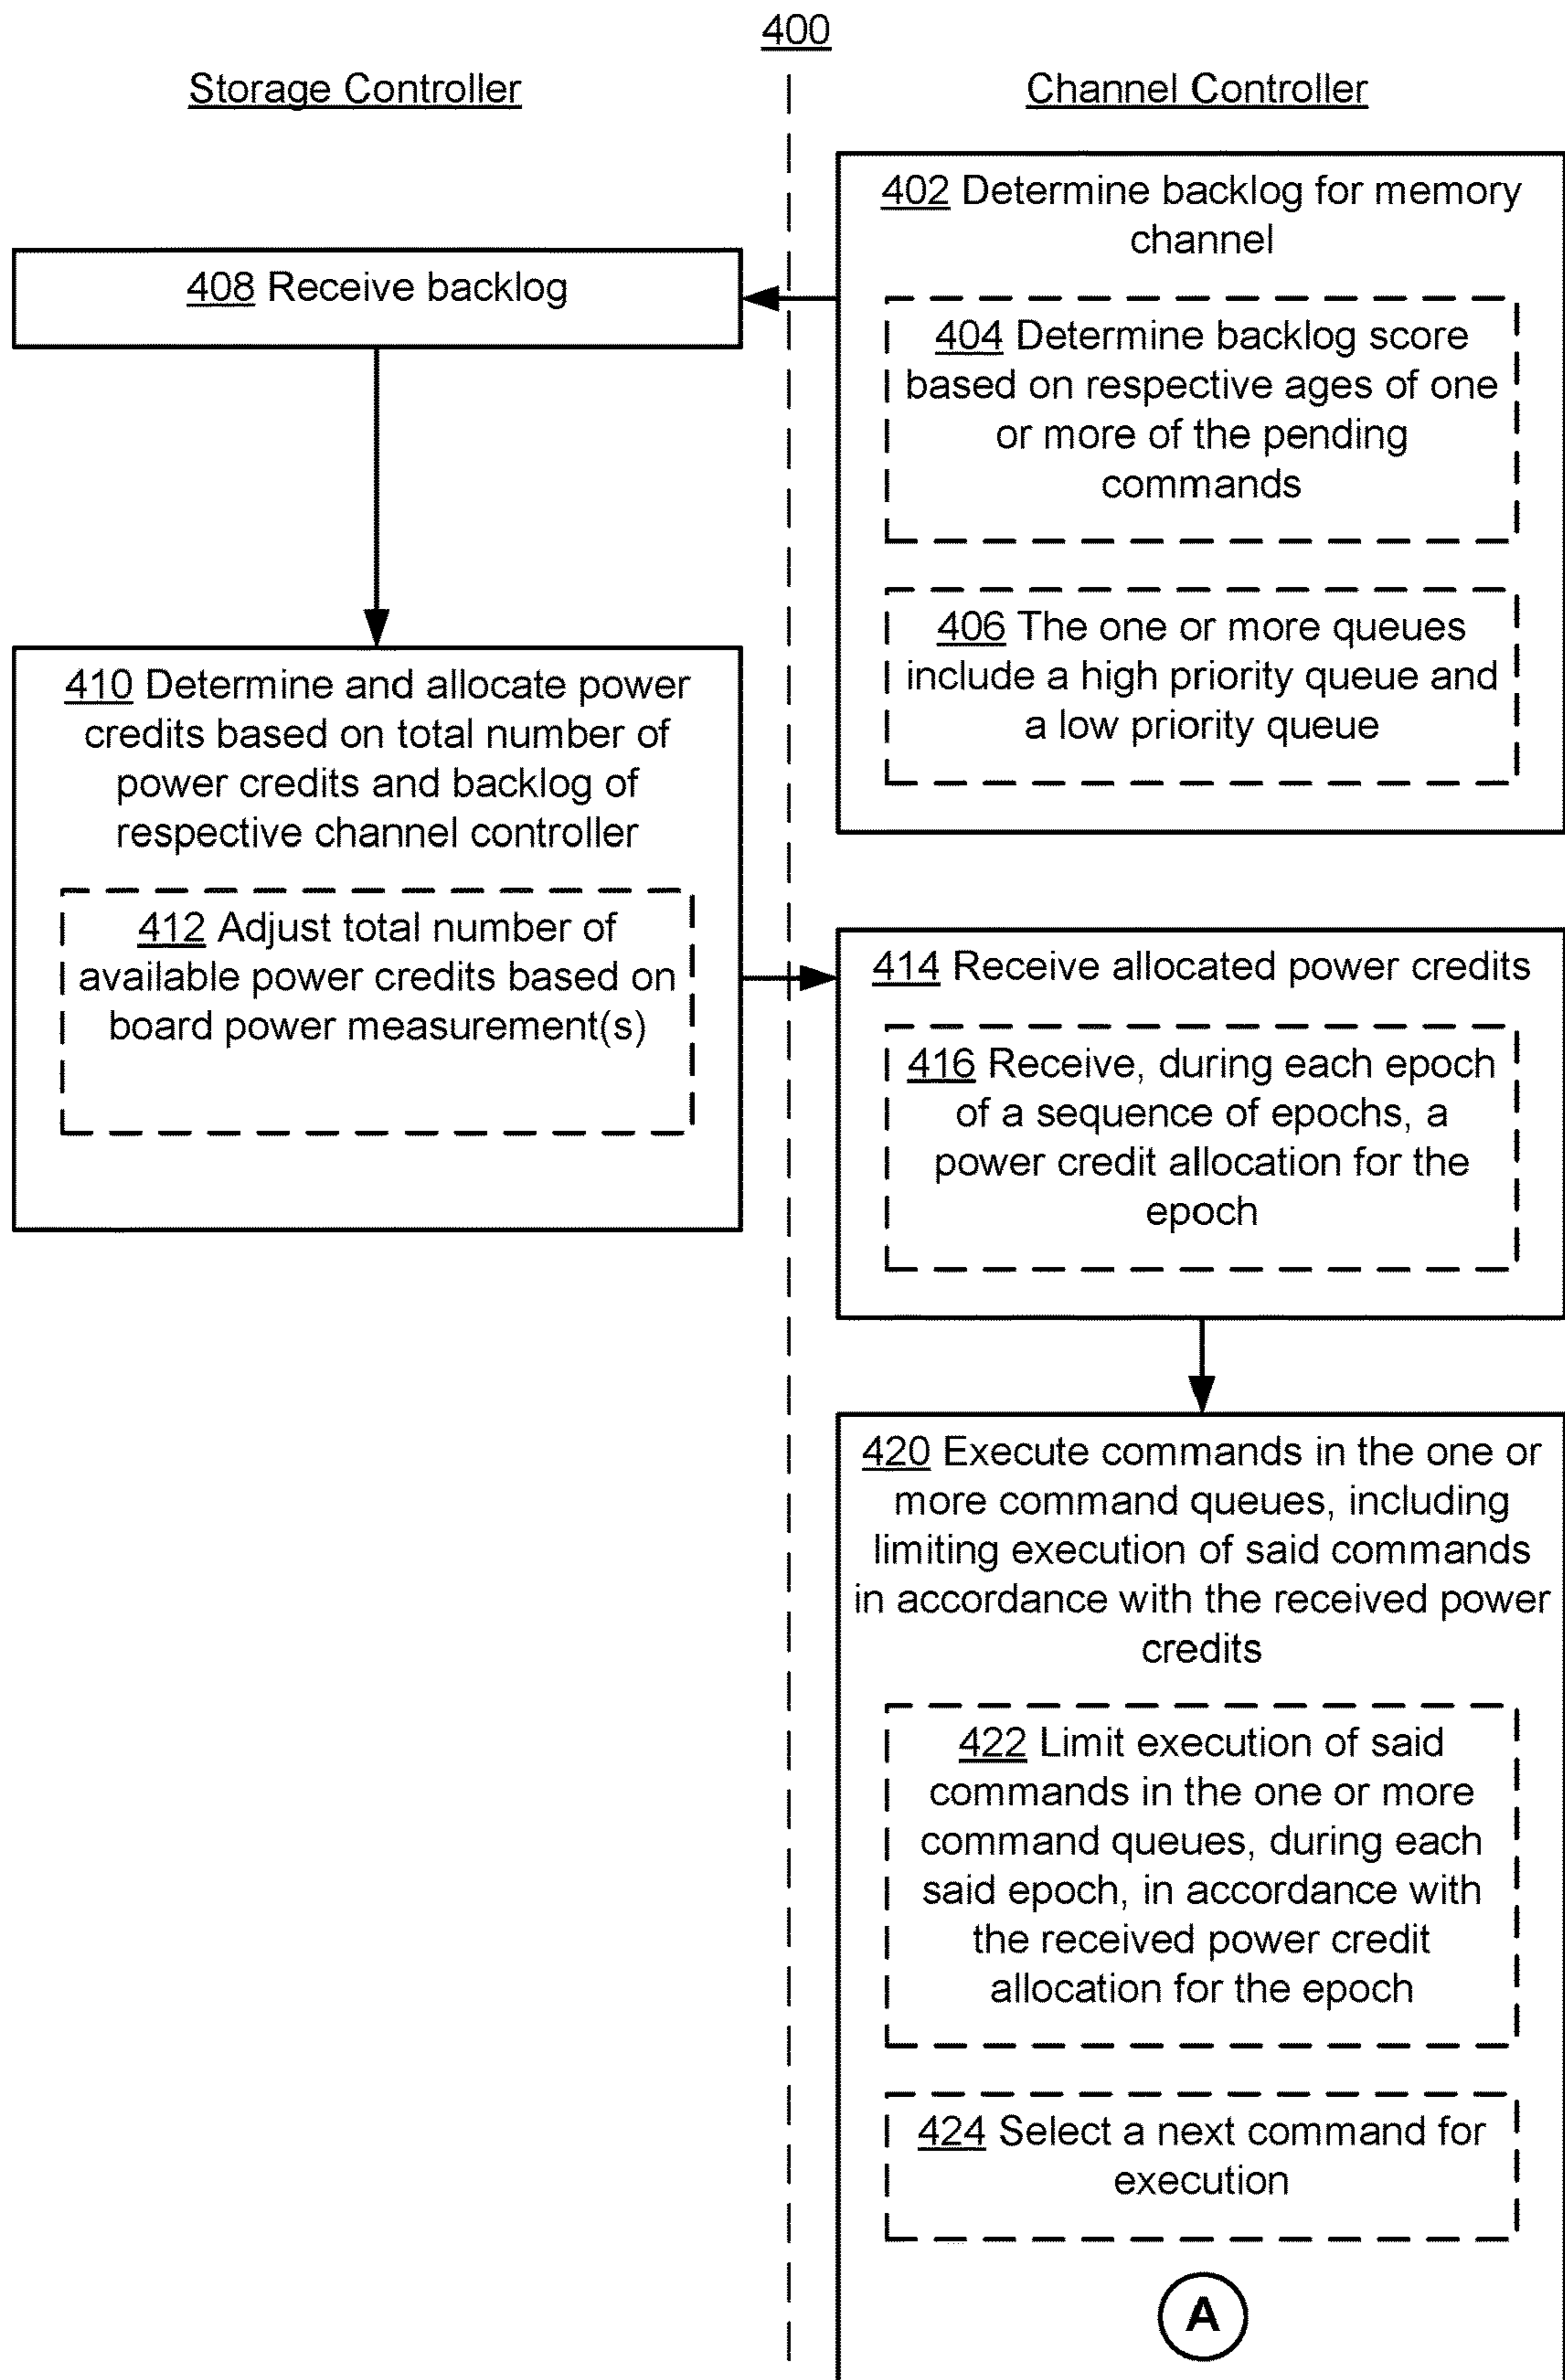 400
Storage Controller
Channel Controller
402 Determine backlog for memory
channel
404 Determine backlog score
based on respective ages of one
or more of the pending
commands
406 The one or more queues
include a high priority queue and
a low priority queue
408 Receive backlog
410 Determine and allocate power
credits based on total number of
power credits and backlog of
respective channel controller
412 Adjust total number of
available power credits based on
board power measurement(s)
414 Receive allocated power credits
416 Receive, during each epoch
of a sequence of epochs, a
power credit allocation for the
epoch
420 Execute commands in the one or
more command queues, including
limiting execution of said commands
in accordance with the received power
credits
422 Limit execution of said
commands in the one or more
command queues, during each
said epoch, in accordance with
the received power credit
allocation for the epoch
424 Select a next command for
execution
A